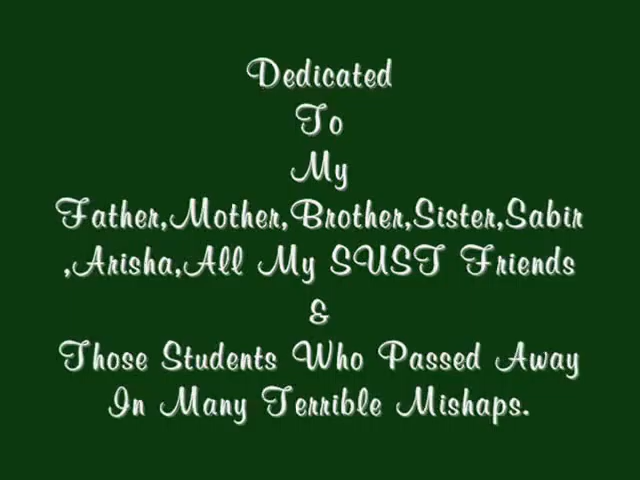 Dedicated
To
My
Father,Mother,Brother,Sister,Sabir
,Arisha,All My SUST Friends
&
Those Students Who Passed Away
In Many Terrible Mishaps.